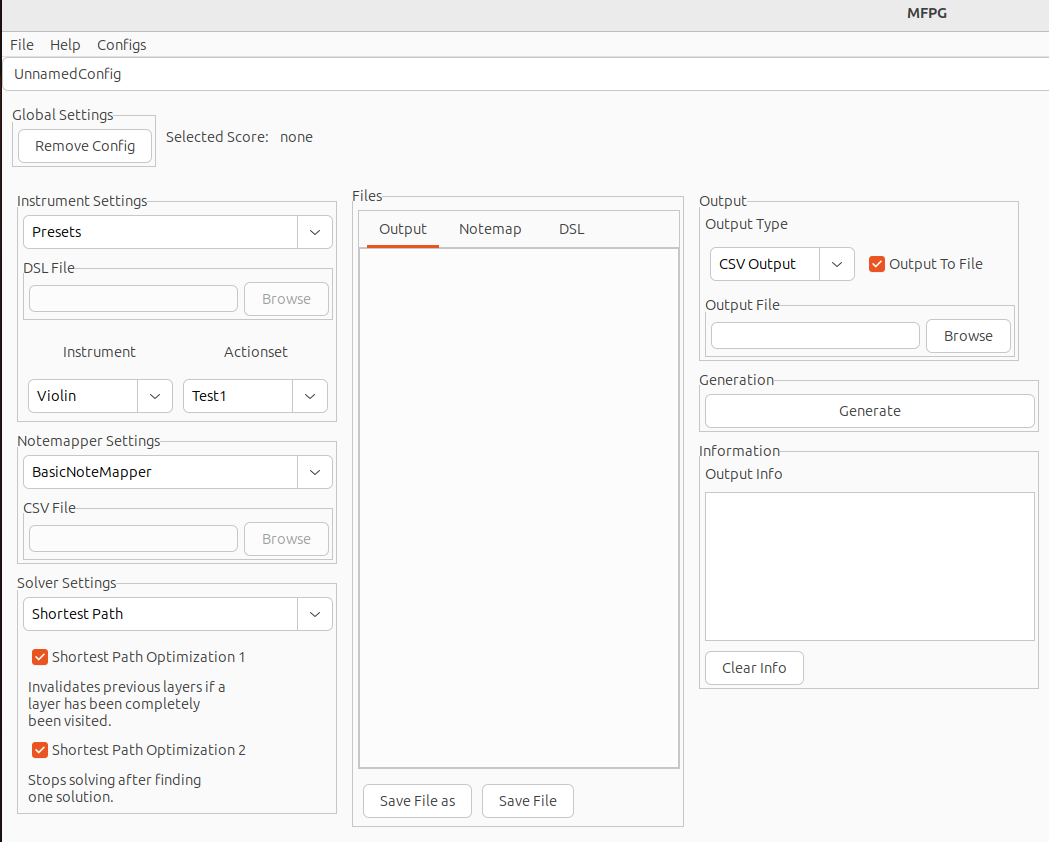 MFPG
File Help Configs
UnnamedConfig
Global Settings
Remove Config
Selected Score: none
Instrument Settings
Presets
DSL File
Browse
Instrument Actionset
Violin Test1
Notemapper Settings
BasicNoteMapper
CSV File
Browse
Solver Settings
Shortest Path
Shortest Path Optimization 1
Invalidates previous layers if a
layer has been completely
been visited.
Shortest Path Optimization 2
Stops solving after finding
one solution.
Files
Output Notemap DSL
Save File as Save File
Output
Output Type
CSV Output Output To File
Output File
Browse
Generation
Generate
Information
Output Info
Clear Info